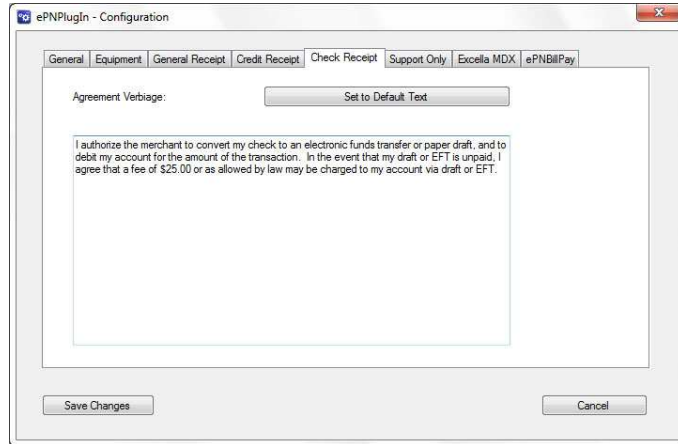 ePNPlugIn - Configuration
General Equipment General Receipt Credit Receipt Check Receipt Support Only Excella MDX ePNBillPay
Agreement Verbiage: Set to Default Text
I authorize the merchant to convert my check to an electronic funds transfer or paper draft, and to
debit my account for the amount of the transaction. In the event that my draft or EFT is unpaid, I
agree that a fee of $25.00 or as allowed by law may be charged to my account via draft or EFT.
Save Changes Cancel